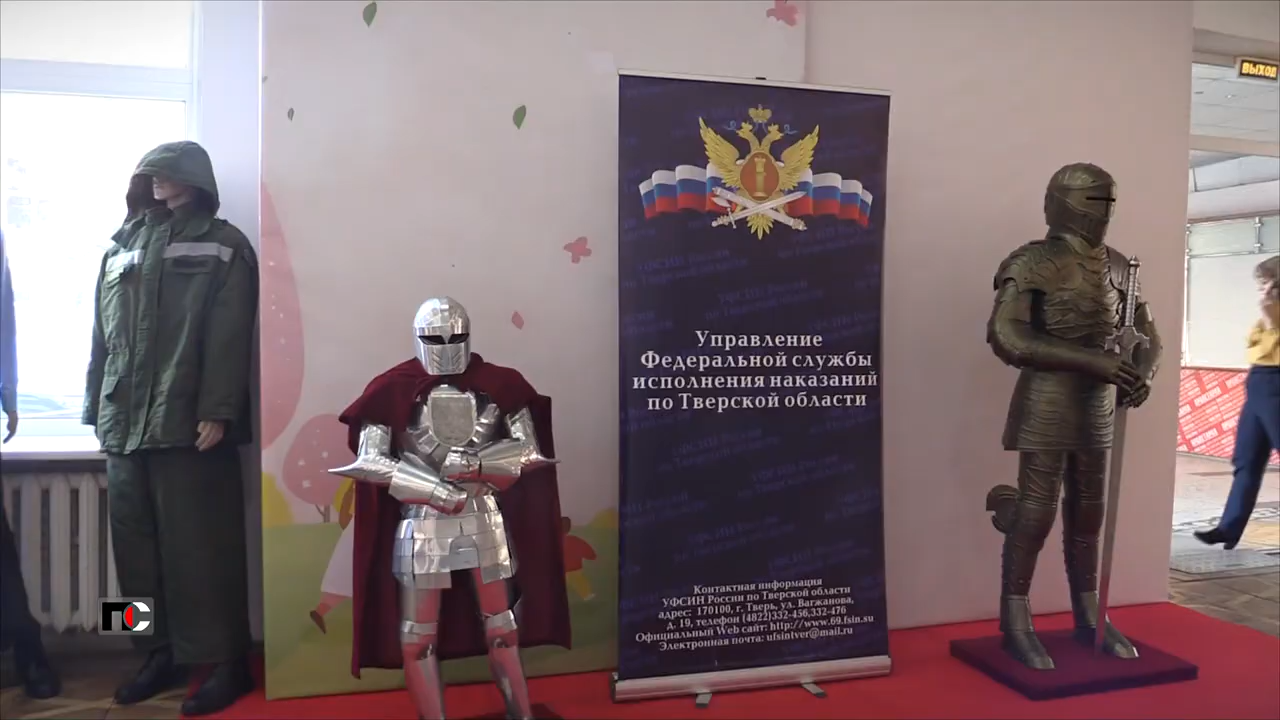 ВЫХОД
Управление
Федеральной службы
исполнения наказаний
по Тверской области
Контактная информация
УФСИН России по Тверской области
адрес: 170100, г. Тверь, ул. Вагжанова,
д. 19, телефон (4822)332-456,332-476
Официальный Web сайт: http://www.69.fsin.su
Электронная почта: ufsintver@mail.ru
ПС